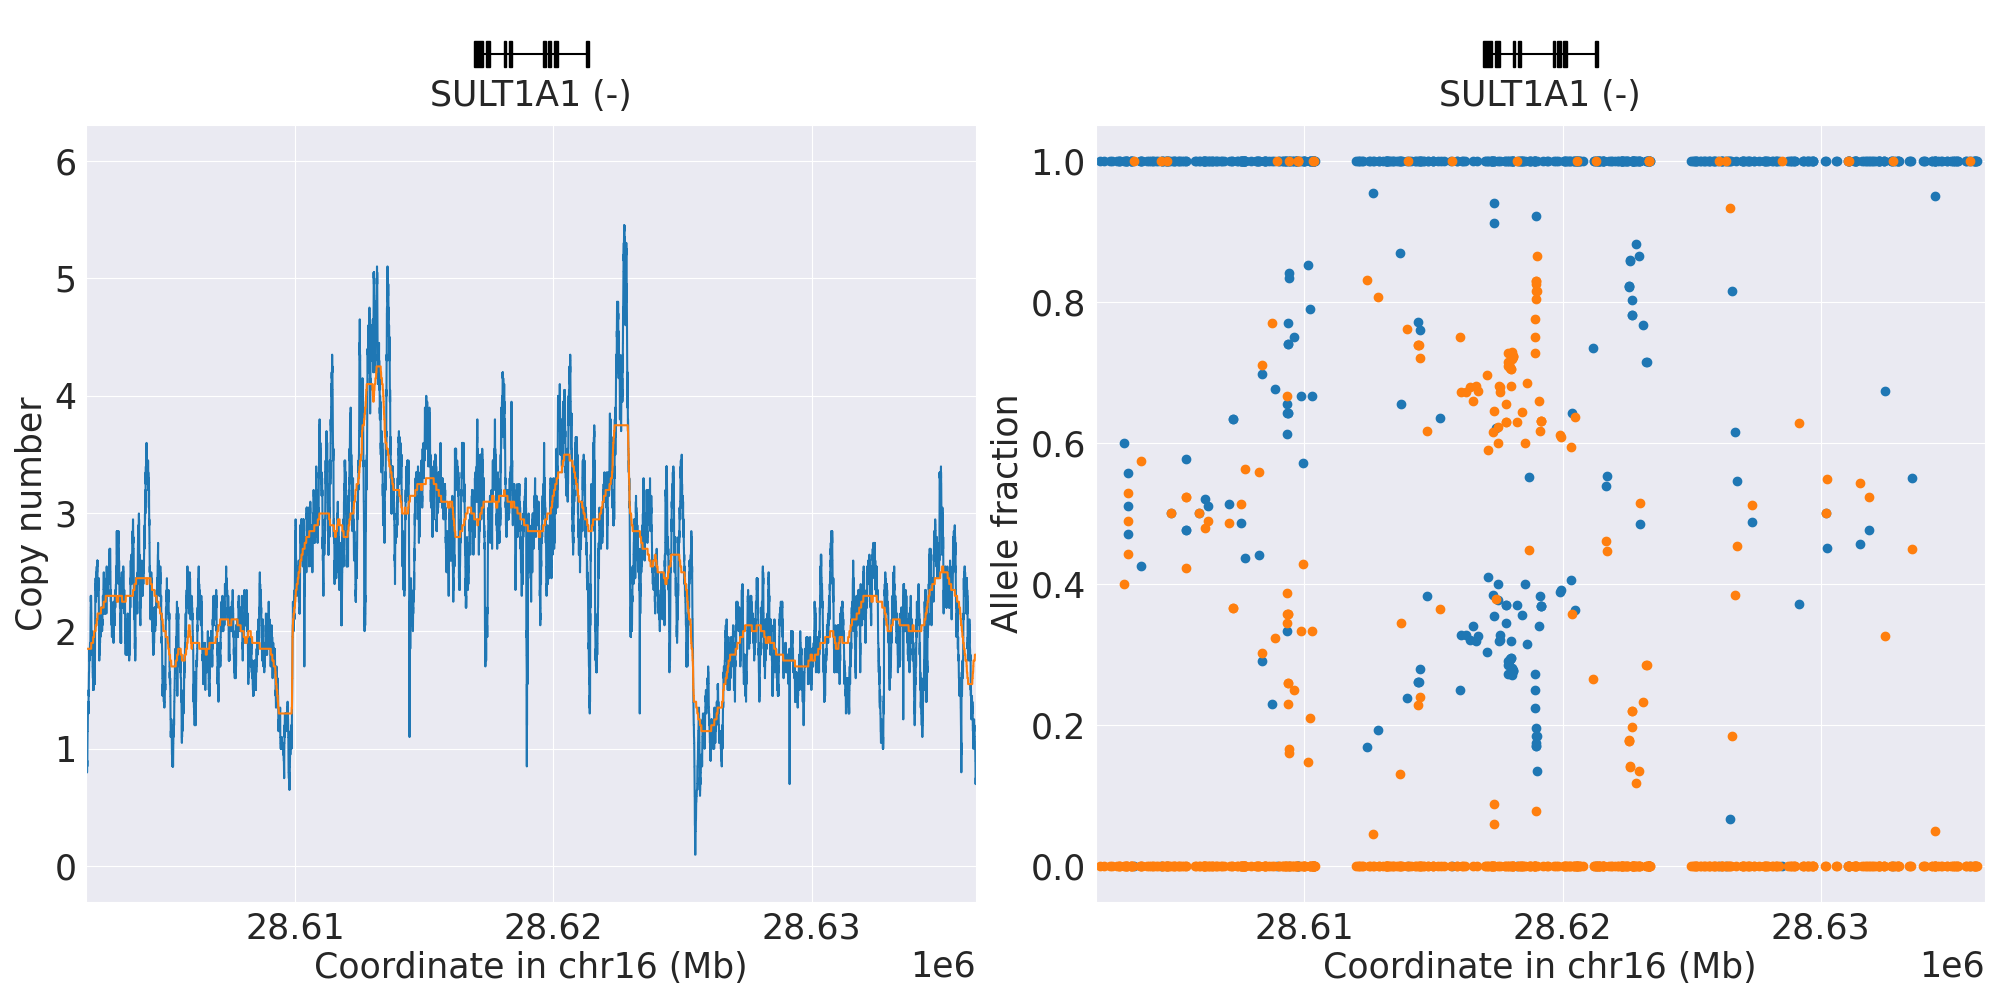 SULT1A1 (-)
6
5
4
3
2
1
0
Copy number
28.61
28.62
28.63
Coordinate in chr16 (Mb)
1e6
SULT1A1 (-)
1.0
0.8
0.6
0.4
0.2
0.0
Allele fraction
28.61
28.62
28.63
Coordinate in chr16 (Mb)
1e6